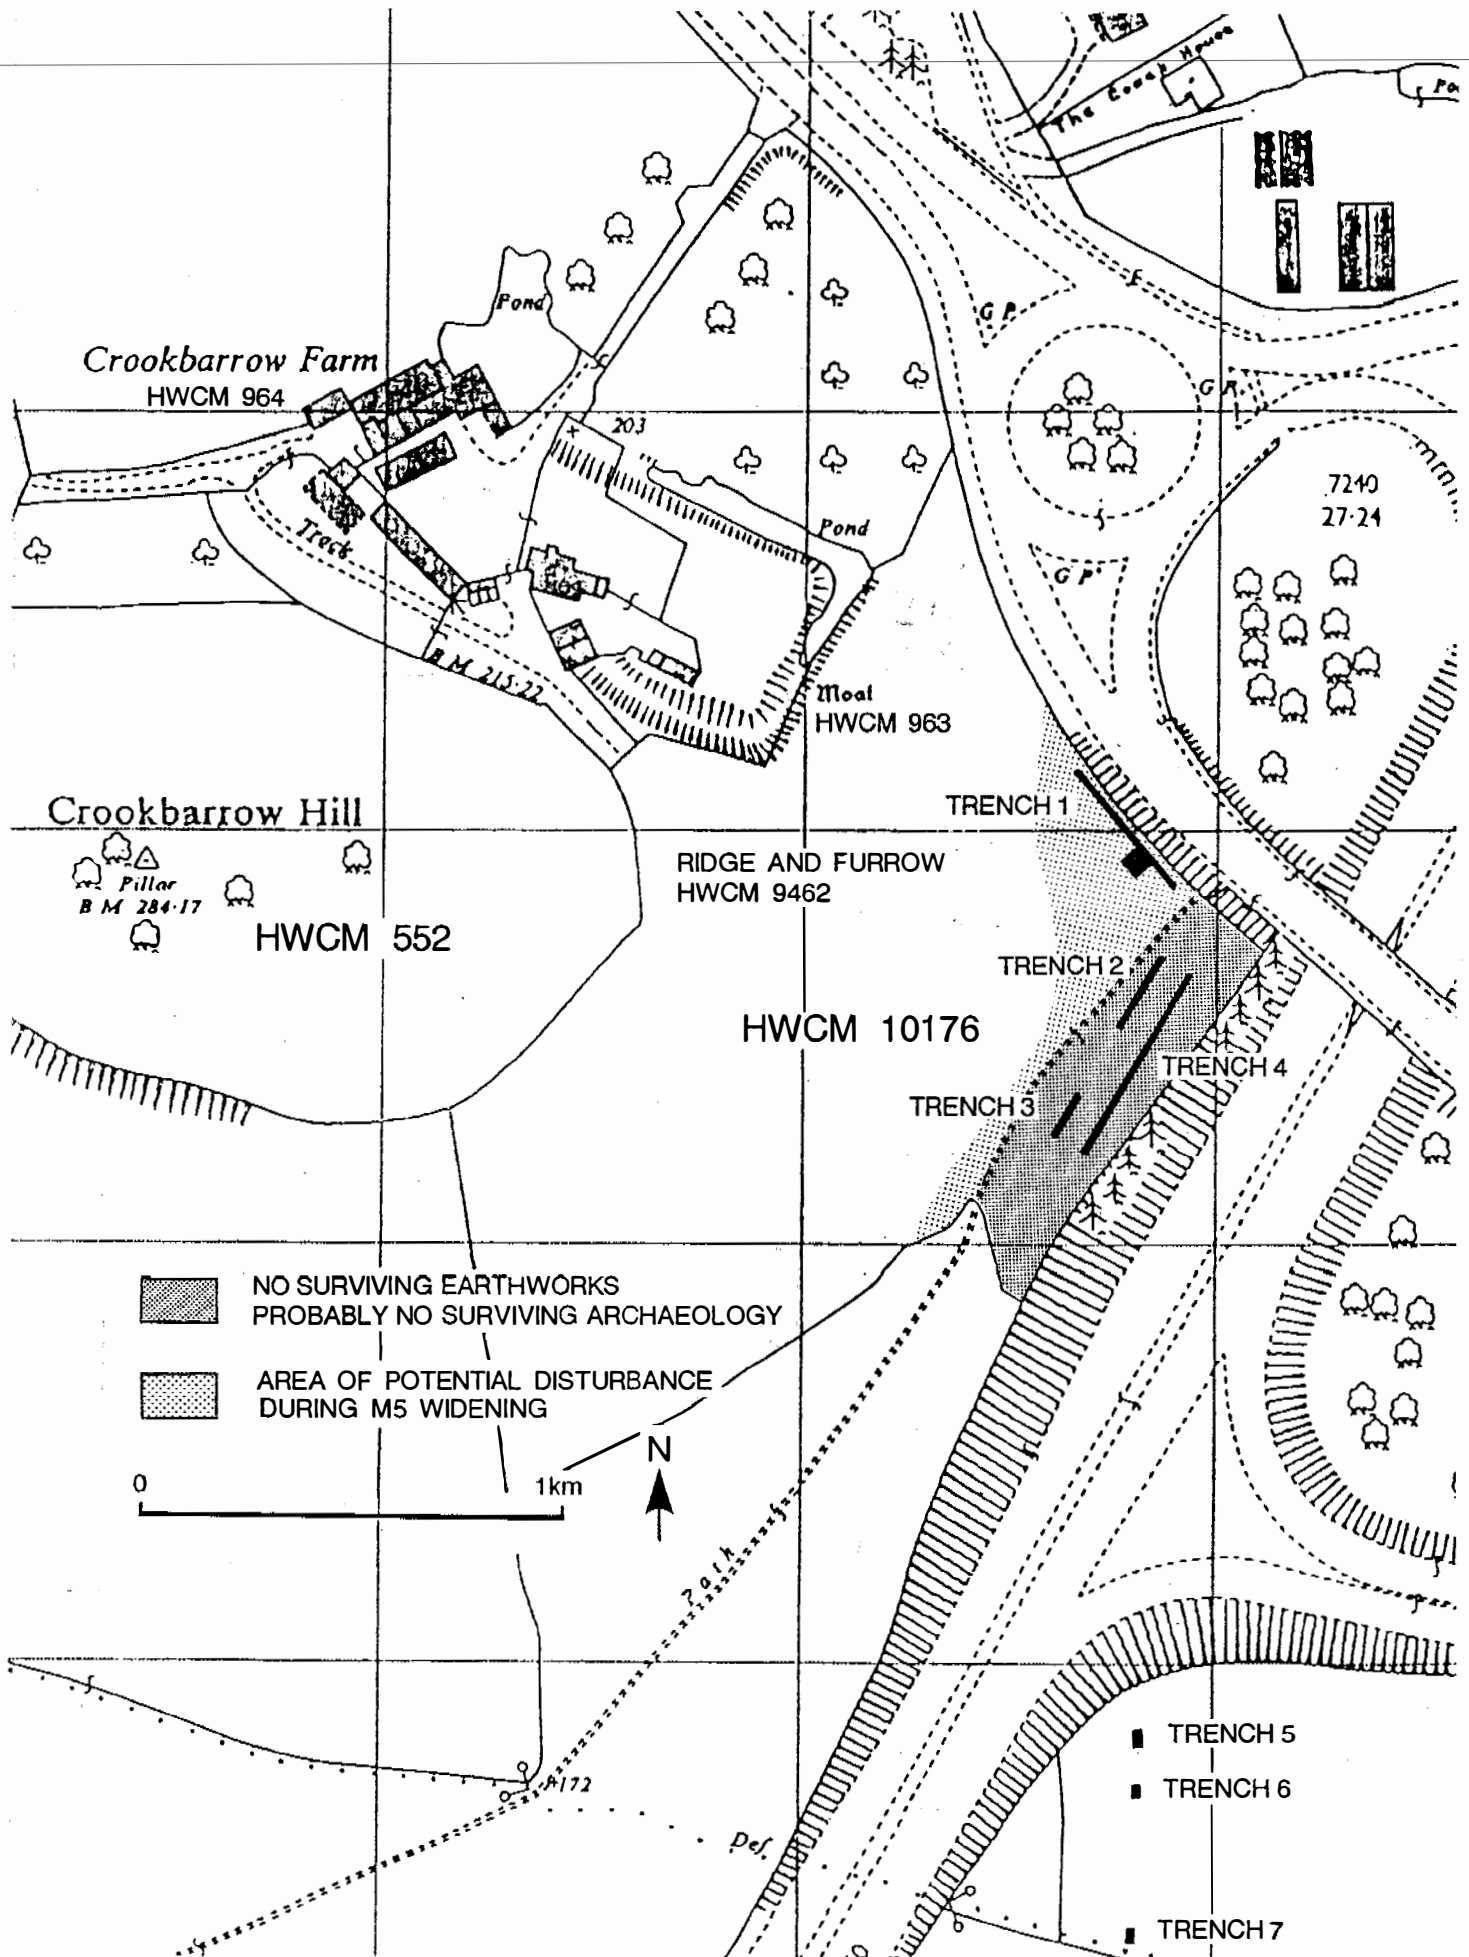 The Coach House
Pond
G P
Crookbarrow Farm
HWCM 964
G P
203
7240
27·24
Pond
Track
G P
B M 215·22
Moat
HWCM 963
TRENCH 1
Crookbarrow Hill
RIDGE AND FURROW
HWCM 9462
Pillar
B M 284·17
HWCM 552
TRENCH 2
HWCM 10176
TRENCH 4
TRENCH 3
NO SURVIVING EARTHWORKS
PROBABLY NO SURVIVING ARCHAEOLOGY
AREA OF POTENTIAL DISTURBANCE
DURING M5 WIDENING
N
0 1km
Path
TRENCH 5
172
TRENCH 6
Def.
TRENCH 7